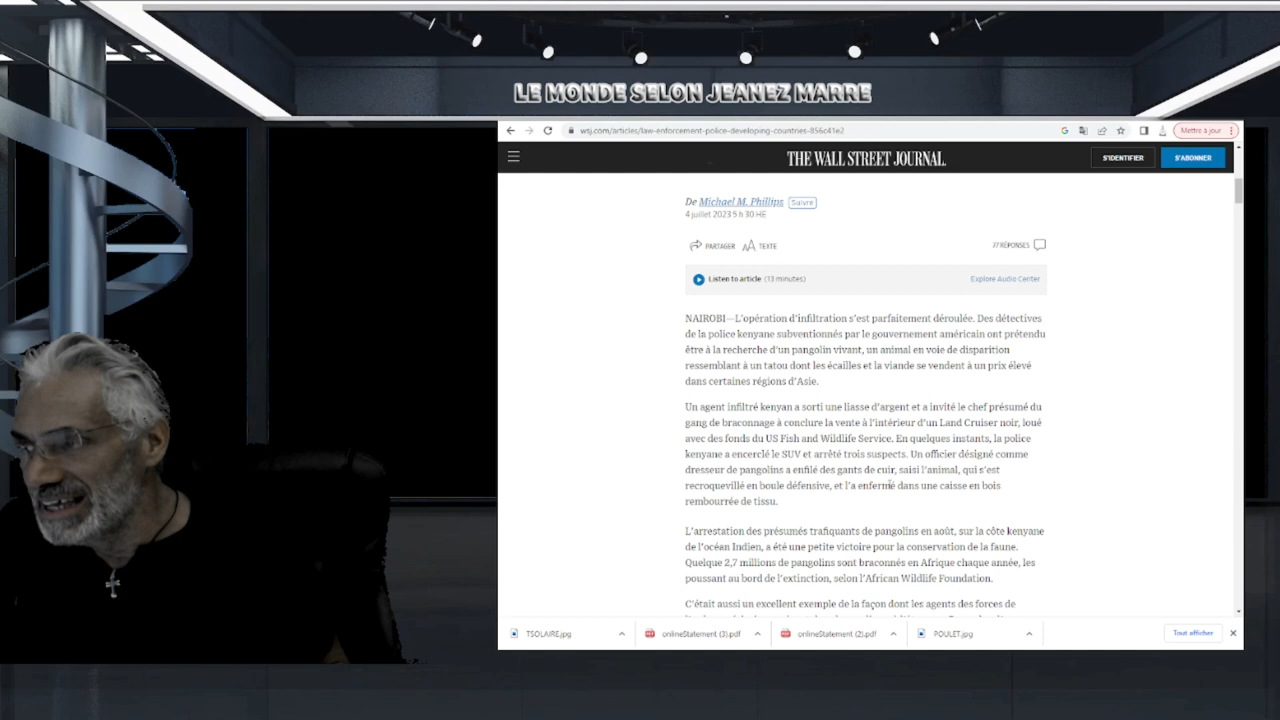 LE MONDE SELON JEANEZ MARRE
wsj.com/articles/law-enforcement-police-developing-countries-856c41e2
Mettre à jour
THE WALL STREET JOURNAL.
S'IDENTIFIER
S'ABONNER
De Michael M. Phillips Suivre
4 juillet 2023 5 h 30 HE
PARTAGER AA TEXTE
77 RÉPONSES
Listen to article (13 minutes)
Explore Audio Center
NAIROBI—L'opération d'infiltration s'est parfaitement déroulée. Des détectives
de la police kenyane subventionnés par le gouvernement américain ont prétendu
être à la recherche d'un pangolin vivant, un animal en voie de disparition
ressemblant à un tatou dont les écailles et la viande se vendent à un prix élevé
dans certaines régions d'Asie.
Un agent infiltré kenyan a sorti une liasse d'argent et a invité le chef présumé du
gang de braconnage à conclure la vente à l'intérieur d'un Land Cruiser noir, loué
avec des fonds du US Fish and Wildlife Service. En quelques instants, la police
kenyane a encerclé le SUV et arrêté trois suspects. Un officier désigné comme
dresseur de pangolins a enfilé des gants de cuir, saisi l'animal, qui s'est
recroquevillé en boule défensive, et l'a enfermé dans une caisse en bois
rembourrée de tissu.
L'arrestation des présumés trafiquants de pangolins en août, sur la côte kenyane
de l'océan Indien, a été une petite victoire pour la conservation de la faune.
Quelque 2,7 millions de pangolins sont braconnés en Afrique chaque année, les
poussant au bord de l'extinction, selon l'African Wildlife Foundation.
C'était aussi un excellent exemple de la façon dont les agents des forces de
TSOLAIRE.jpg
onlineStatement (3).pdf
onlineStatement (2).pdf
POULET.jpg
Tout afficher